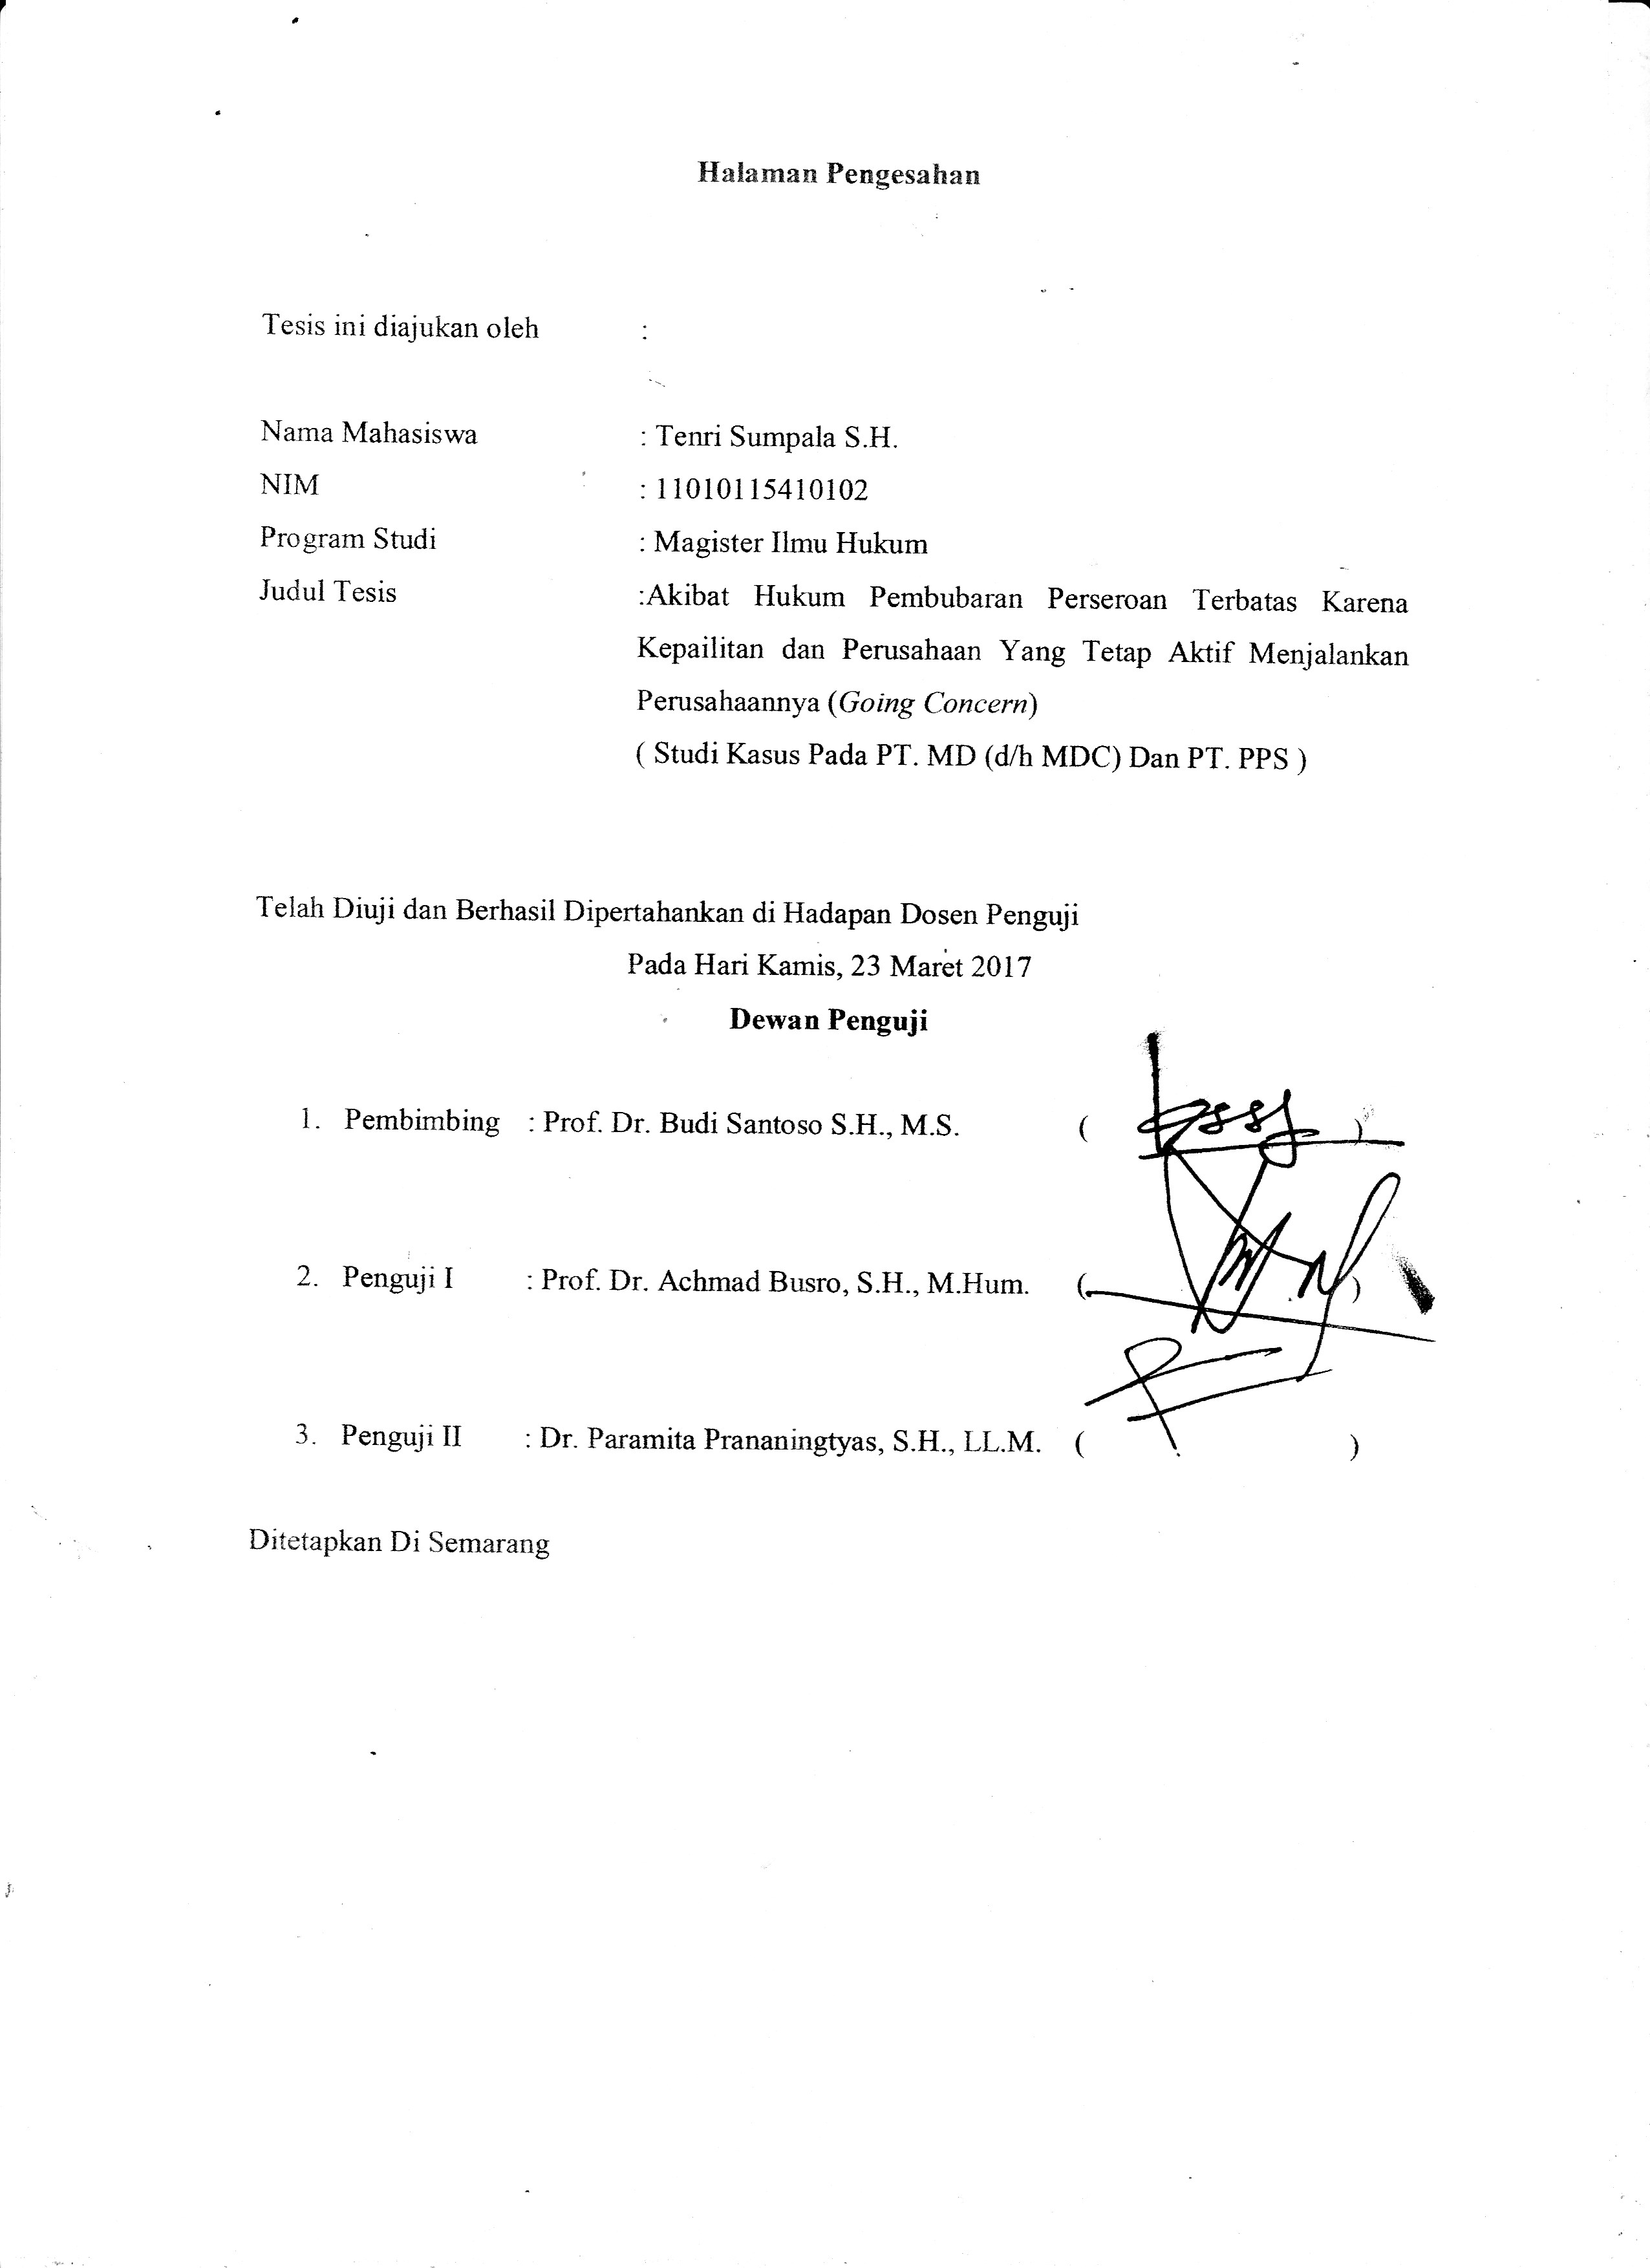 Halaman Pengesahan
Tesis ini diajukan oleh :
Nama Mahasiswa : Tenri Sumpala S.H.
NIM : 11010115410102
Program Studi : Magister Ilmu Hukum
Judul Tesis :Akibat Hukum Pembubaran Perseroan Terbatas Karena
Kepailitan dan Perusahaan Yang Tetap Aktif Menjalankan
Perusahaannya (Going Concern)
( Studi Kasus Pada PT. MD (d/h MDC) Dan PT. PPS )
Telah Diuji dan Berhasil Dipertahankan di Hadapan Dosen Penguji
Pada Hari Kamis, 23 Maret 2017
Dewan Penguji
1. Pembimbing : Prof. Dr. Budi Santoso S.H., M.S. ( )
2. Penguji I : Prof. Dr. Achmad Busro, S.H., M.Hum. ( )
3. Penguji II : Dr. Paramita Prananingtyas, S.H., LL.M. ( )
Ditetapkan Di Semarang